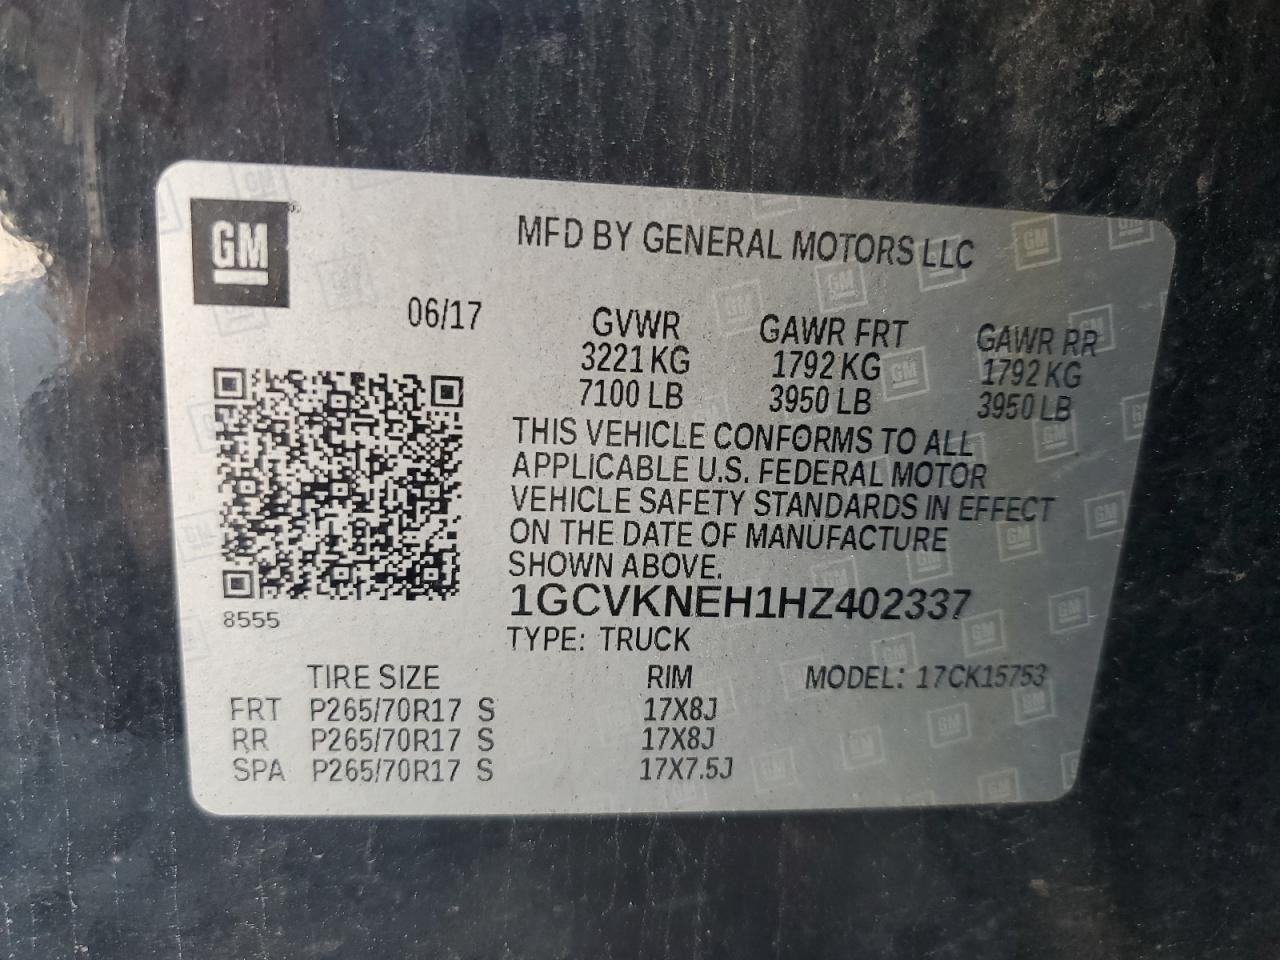 GM
MFD BY GENERAL MOTORS LLC
06/17
GVWR GAWR FRT GAWR RR
3221 KG 1792 KG 1792 KG
7100 LB 3950 LB 3950 LB
THIS VEHICLE CONFORMS TO ALL
APPLICABLE U.S. FEDERAL MOTOR
VEHICLE SAFETY STANDARDS IN EFFECT
ON THE DATE OF MANUFACTURE
SHOWN ABOVE.
8555
1GCVKNEH1HZ402337
TYPE: TRUCK
TIRE SIZE RIM MODEL: 17CK15753
FRT P265/70R17 S 17X8J
RR P265/70R17 S 17X8J
SPA P265/70R17 S 17X7.5J